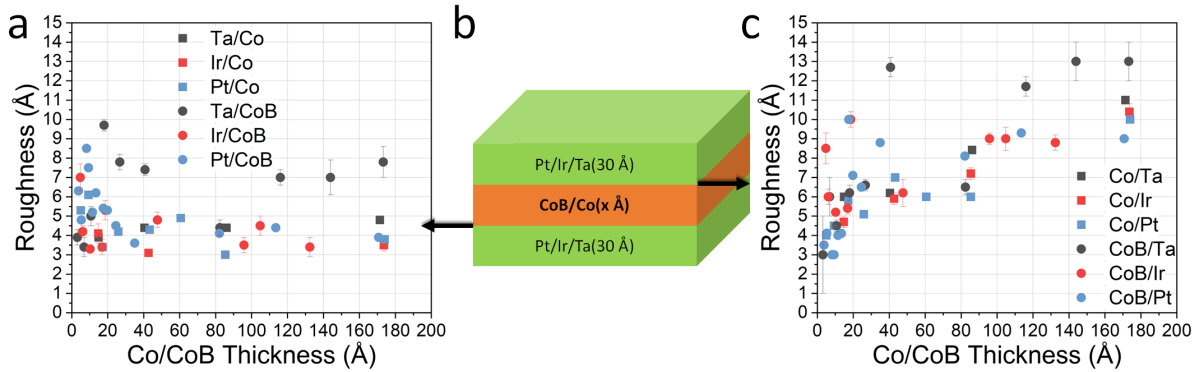 a
Roughness (Å)
15
14
13
12
11
10
9
8
7
6
5
4
3
2
1
0
0 20 40 60 80 100 120 140 160 180 200
Co/CoB Thickness (Å)
Ta/Co
Ir/Co
Pt/Co
Ta/CoB
Ir/CoB
Pt/CoB
b
Pt/Ir/Ta(30 Å)
CoB/Co(x Å)
Pt/Ir/Ta(30 Å)
c
Roughness (Å)
15
14
13
12
11
10
9
8
7
6
5
4
3
2
1
0
0 20 40 60 80 100 120 140 160 180 200
Co/CoB Thickness (Å)
Co/Ta
Co/Ir
Co/Pt
CoB/Ta
CoB/Ir
CoB/Pt